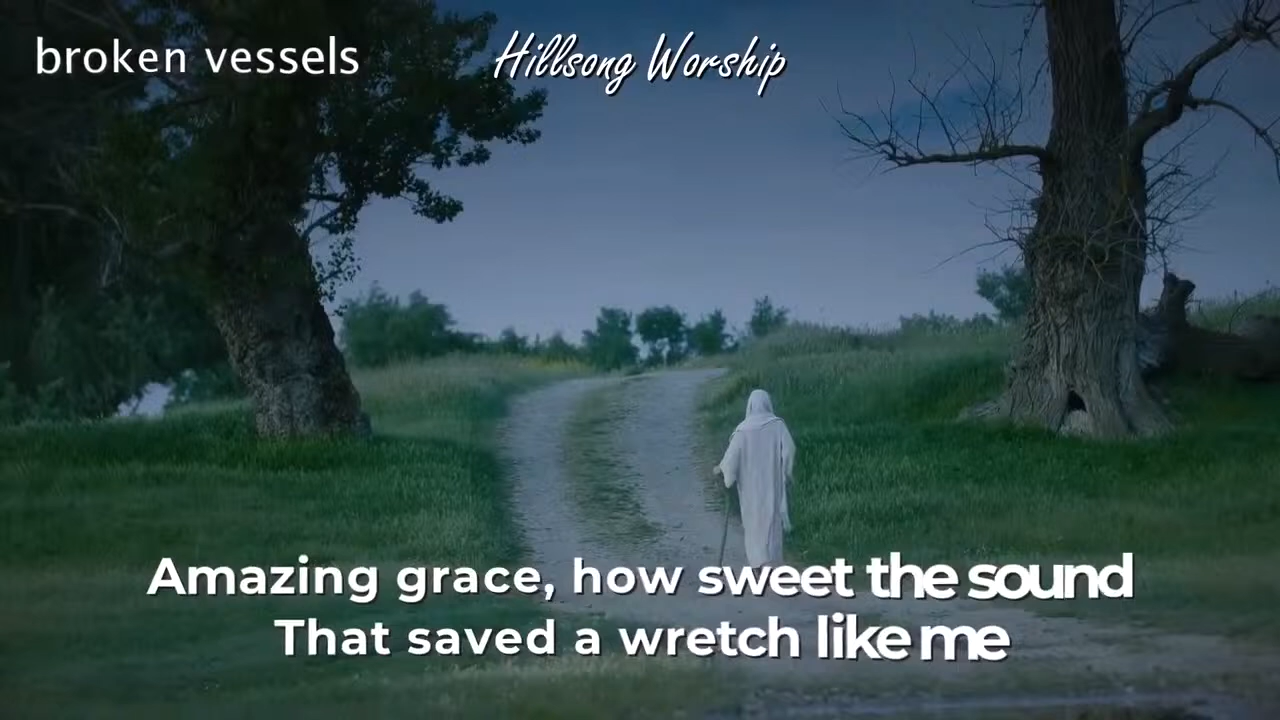 broken vessels
Hillsong Worship
Amazing grace, how sweet the sound
That saved a wretch like me